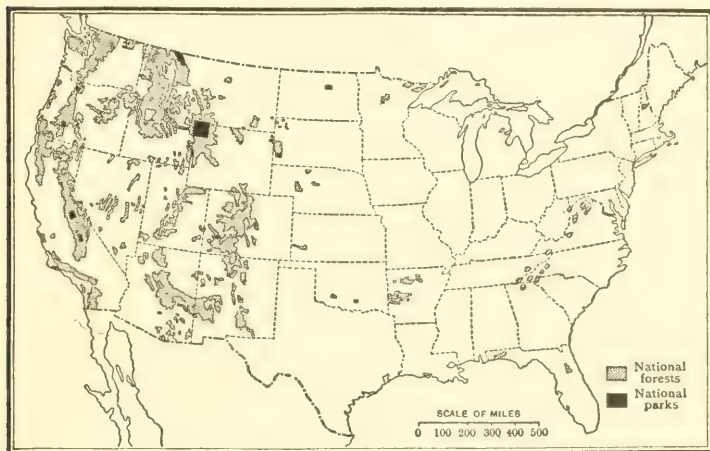 National
forests
National
parks
SCALE OF MILES
0 100 200 300 400 500